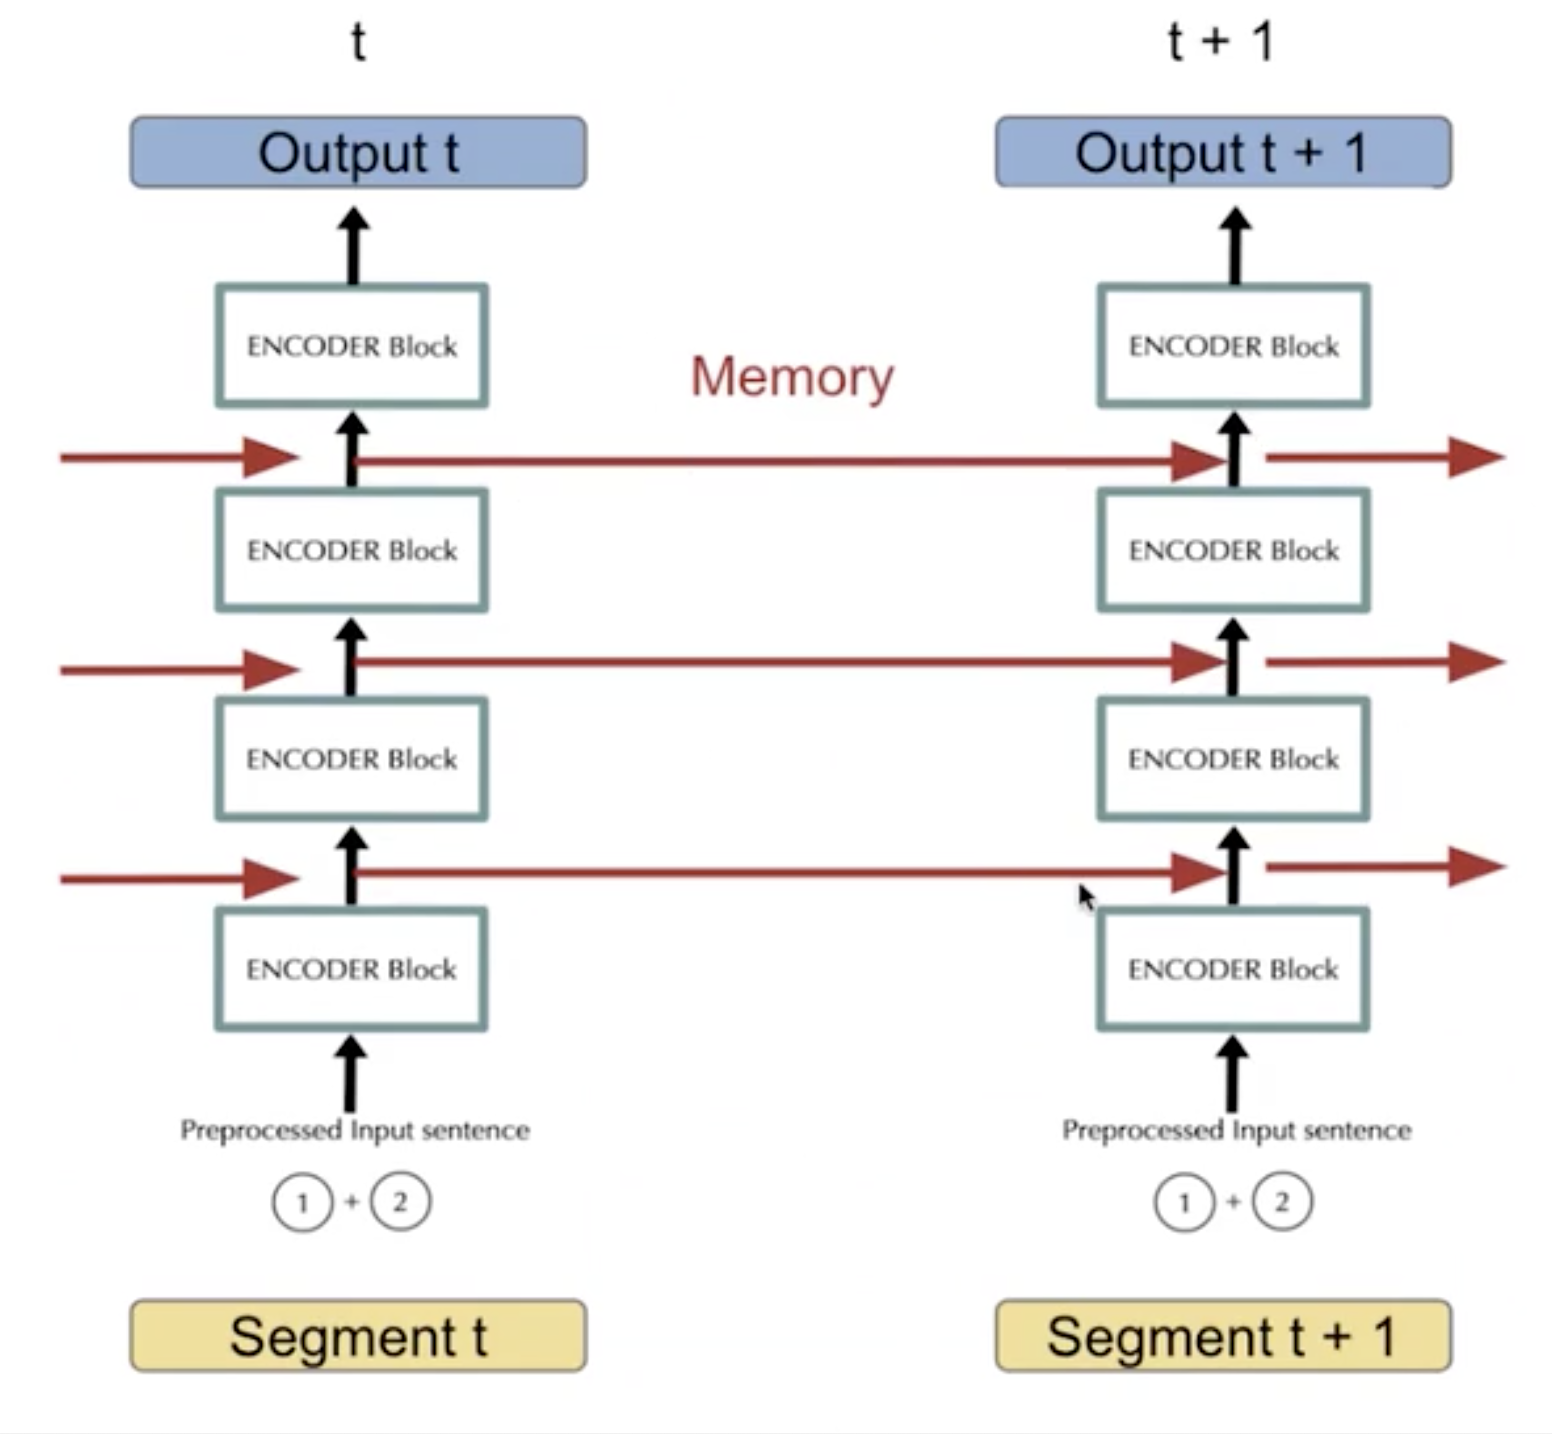 t
t + 1
Output t
Output t + 1
ENCODER Block
ENCODER Block
Memory
ENCODER Block
ENCODER Block
ENCODER Block
ENCODER Block
ENCODER Block
ENCODER Block
Preprocessed Input sentence
Preprocessed Input sentence
1 + 2
1 + 2
Segment t
Segment t + 1